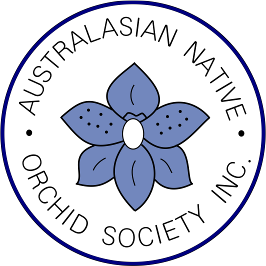 • AUSTRALASIAN NATIVE •
ORCHID SOCIETY INC.